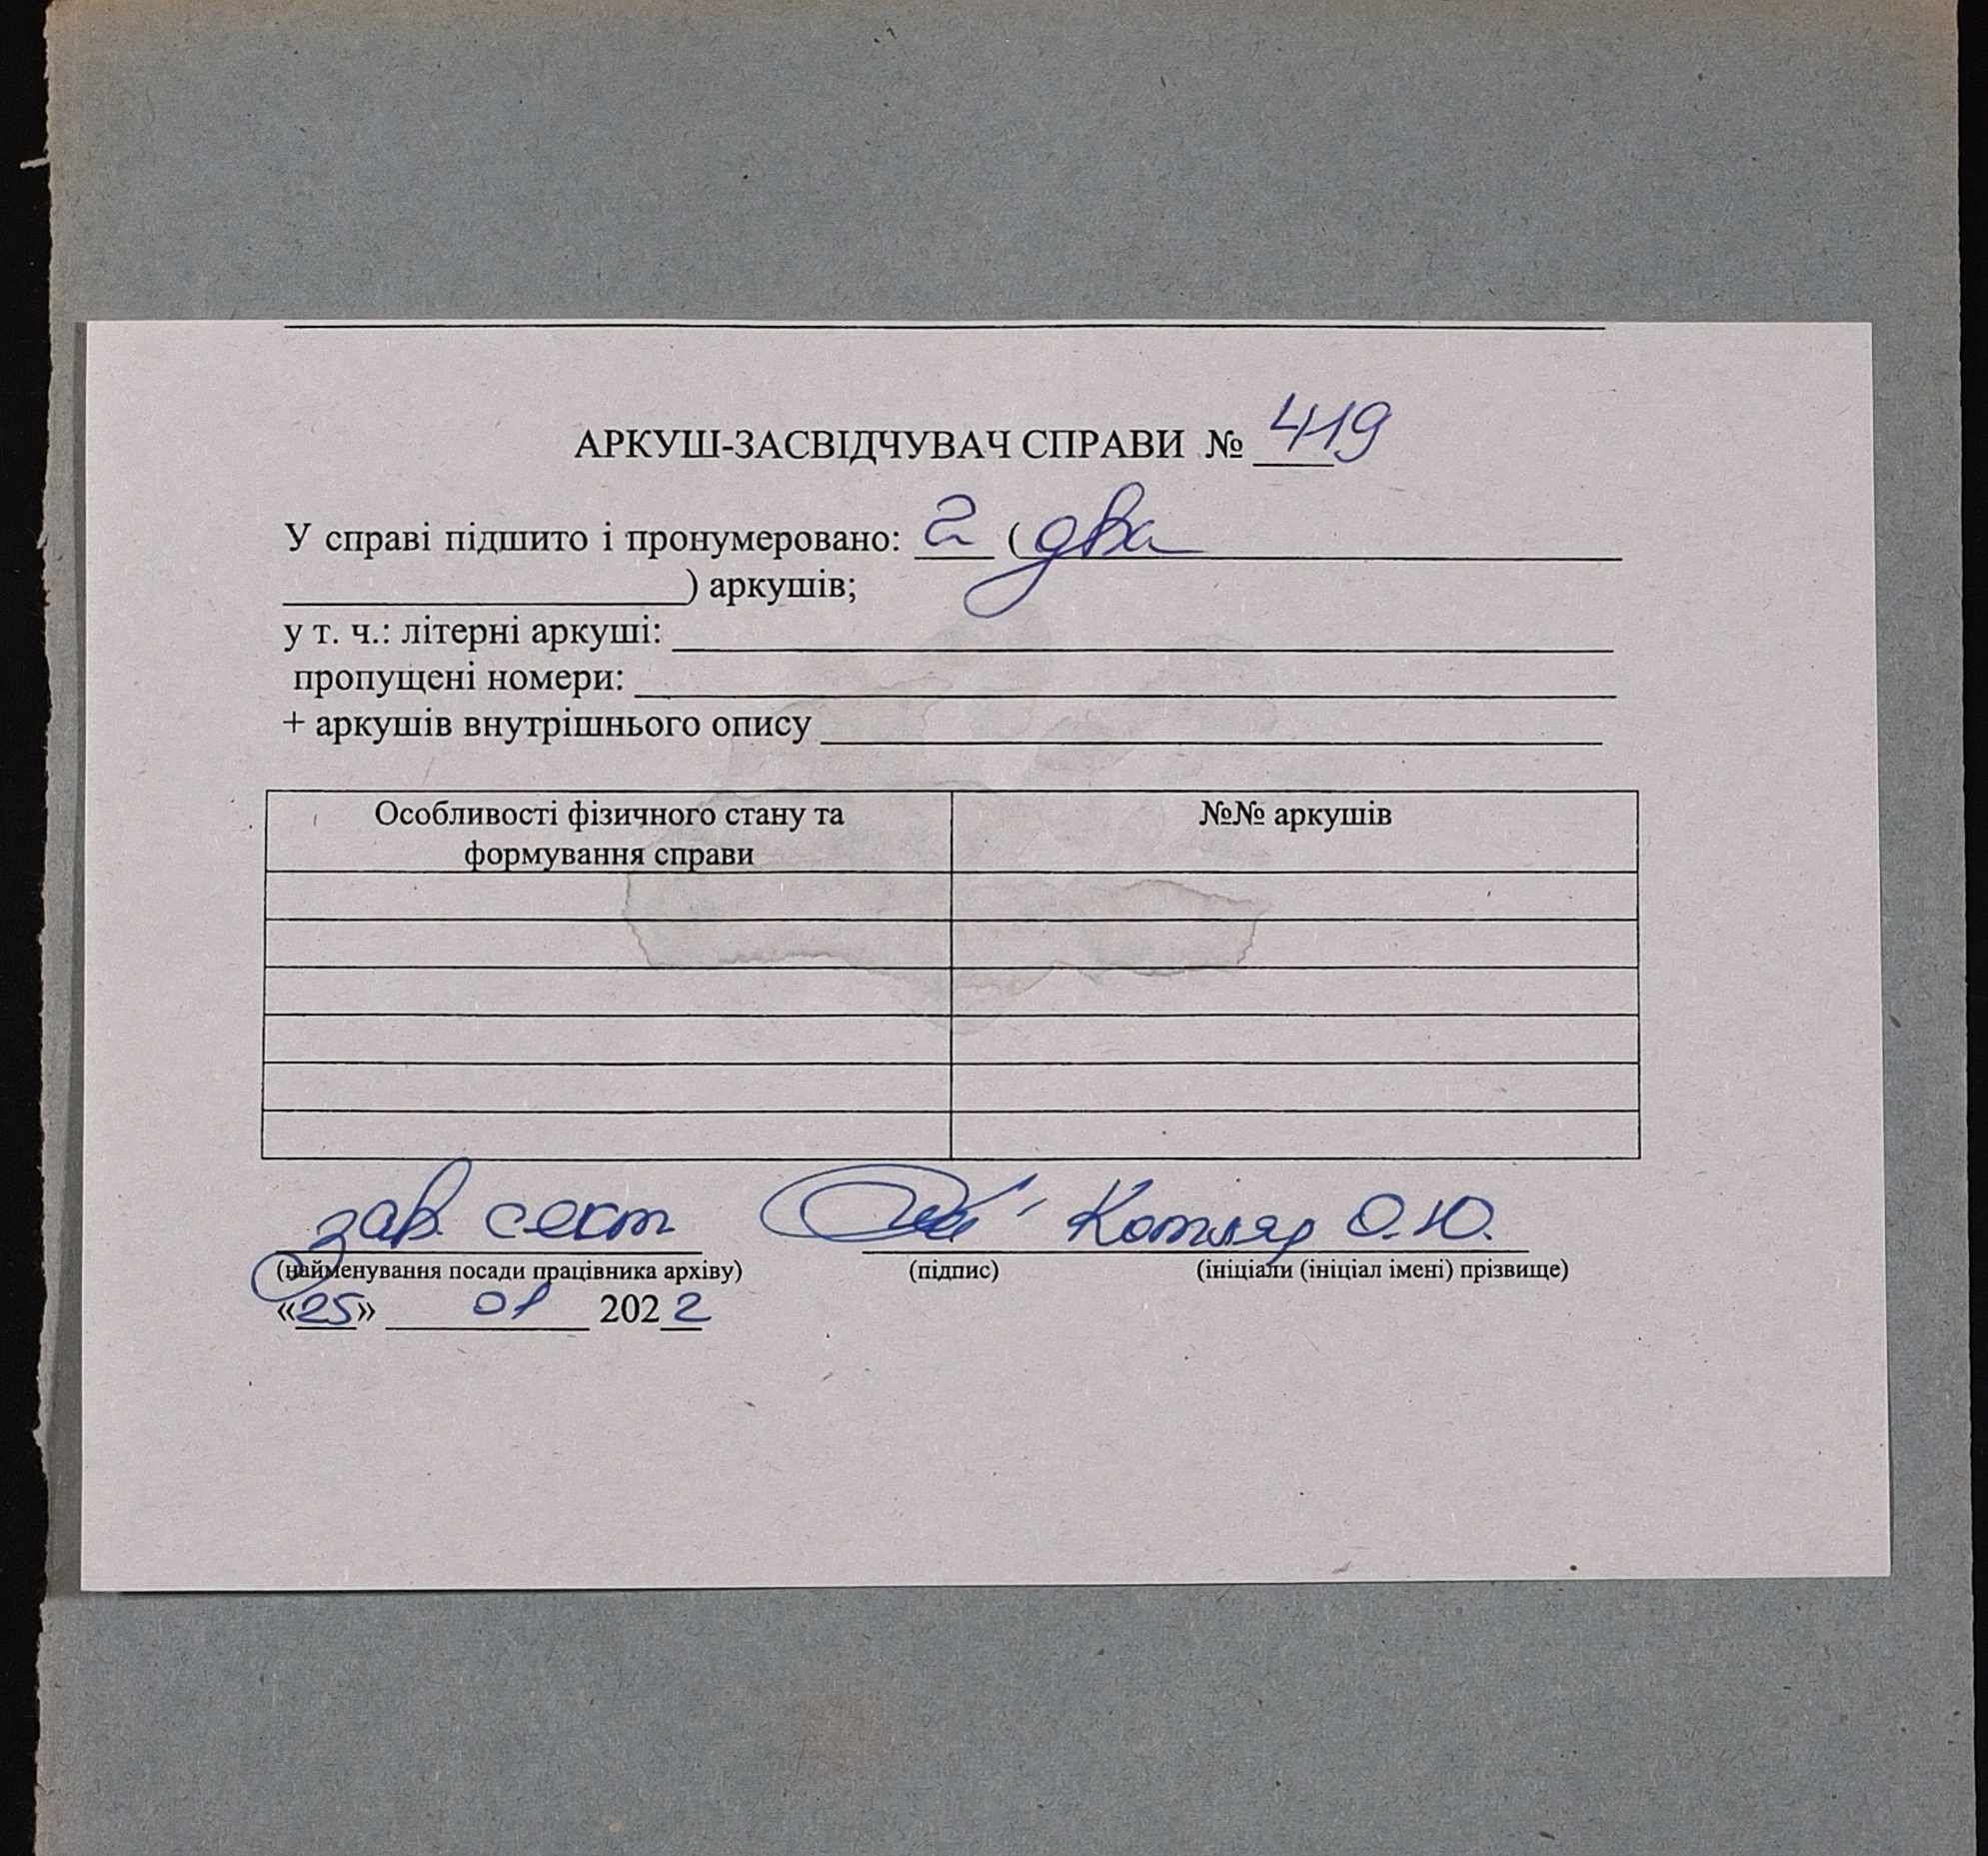 АРКУШ-ЗАСВІДЧУВАЧ СПРАВИ № 419
У справі підшито і пронумеровано: 2 (два
) аркушів;
у т. ч.: літерні аркуші:
пропущені номери:
+ аркушів внутрішнього опису
Особливості фізичного стану та
формування справи
№№ аркушів
зав. сект Котляр О.Ю.
(найменування посади працівника архіву) (підпис) (ініціали (ініціал імені) прізвище)
«25» 01 2022